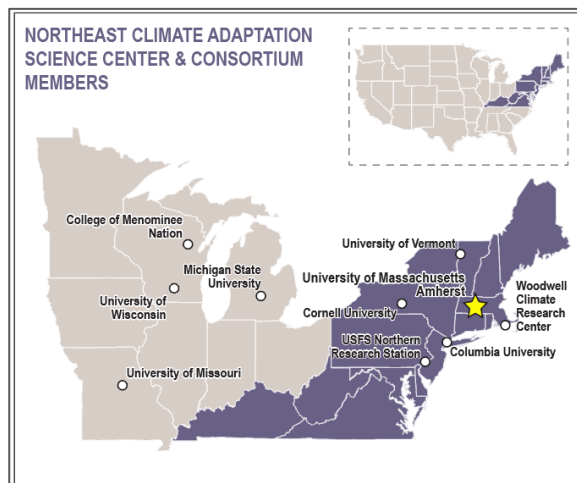 NORTHEAST CLIMATE ADAPTATION
SCIENCE CENTER & CONSORTIUM
MEMBERS
College of Menominee
Nation
University of Vermont
Michigan State
University
University of Massachusetts
Amherst
Woodwell
Climate
Research
Center
University of
Wisconsin
Cornell University
USFS Northern
Research Station
Columbia University
University of Missouri